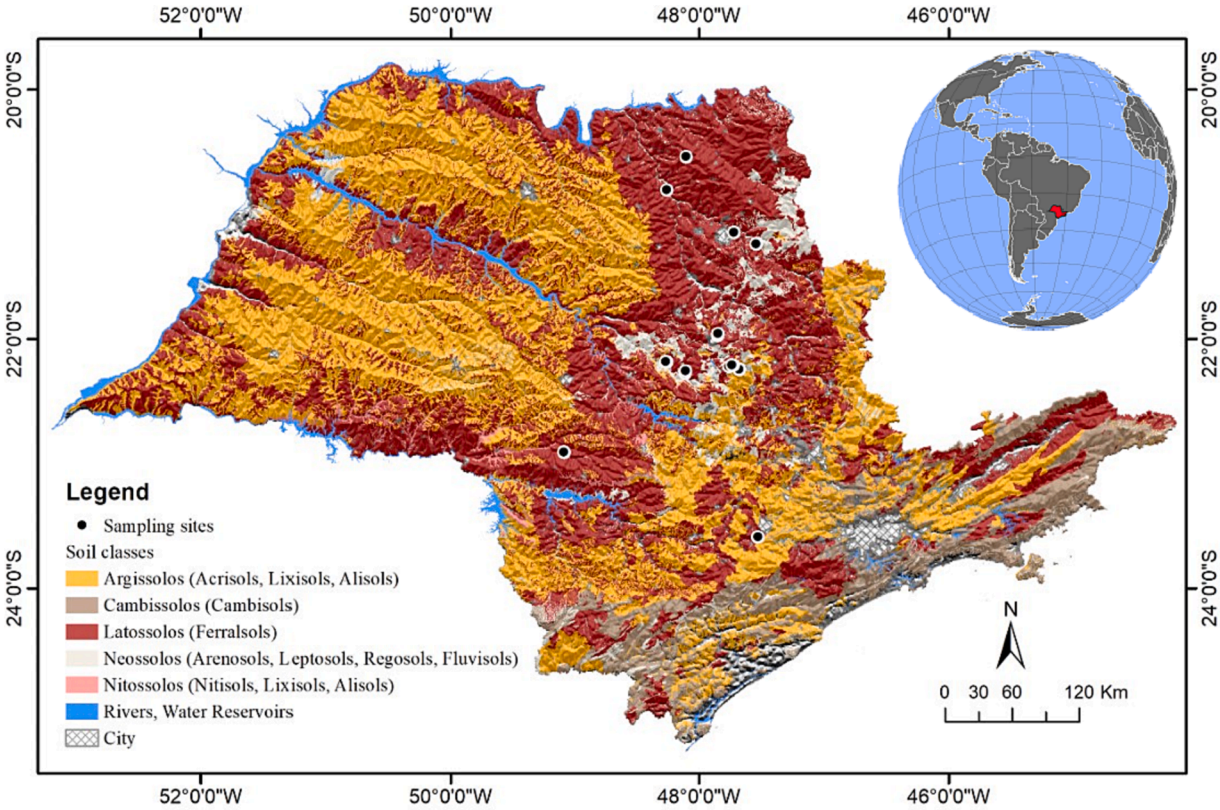 52°0'0"W 50°0'0"W 48°0'0"W 46°0'0"W
20°0'0"S 20°0'0"S
22°0'0"S 22°0'0"S
24°0'0"S 24°0'0"S
Legend
Sampling sites
Soil classes
Argissolos (Acrisols, Lixisols, Alisols)
Cambissolos (Cambisols)
Latossolos (Ferralsols)
Neossolos (Arenosols, Leptosols, Regosols, Fluvisols)
Nitossolos (Nitisols, Lixisols, Alisols)
Rivers, Water Reservoirs
City
N
0 30 60 120 Km
52°0'0"W 50°0'0"W 48°0'0"W 46°0'0"W